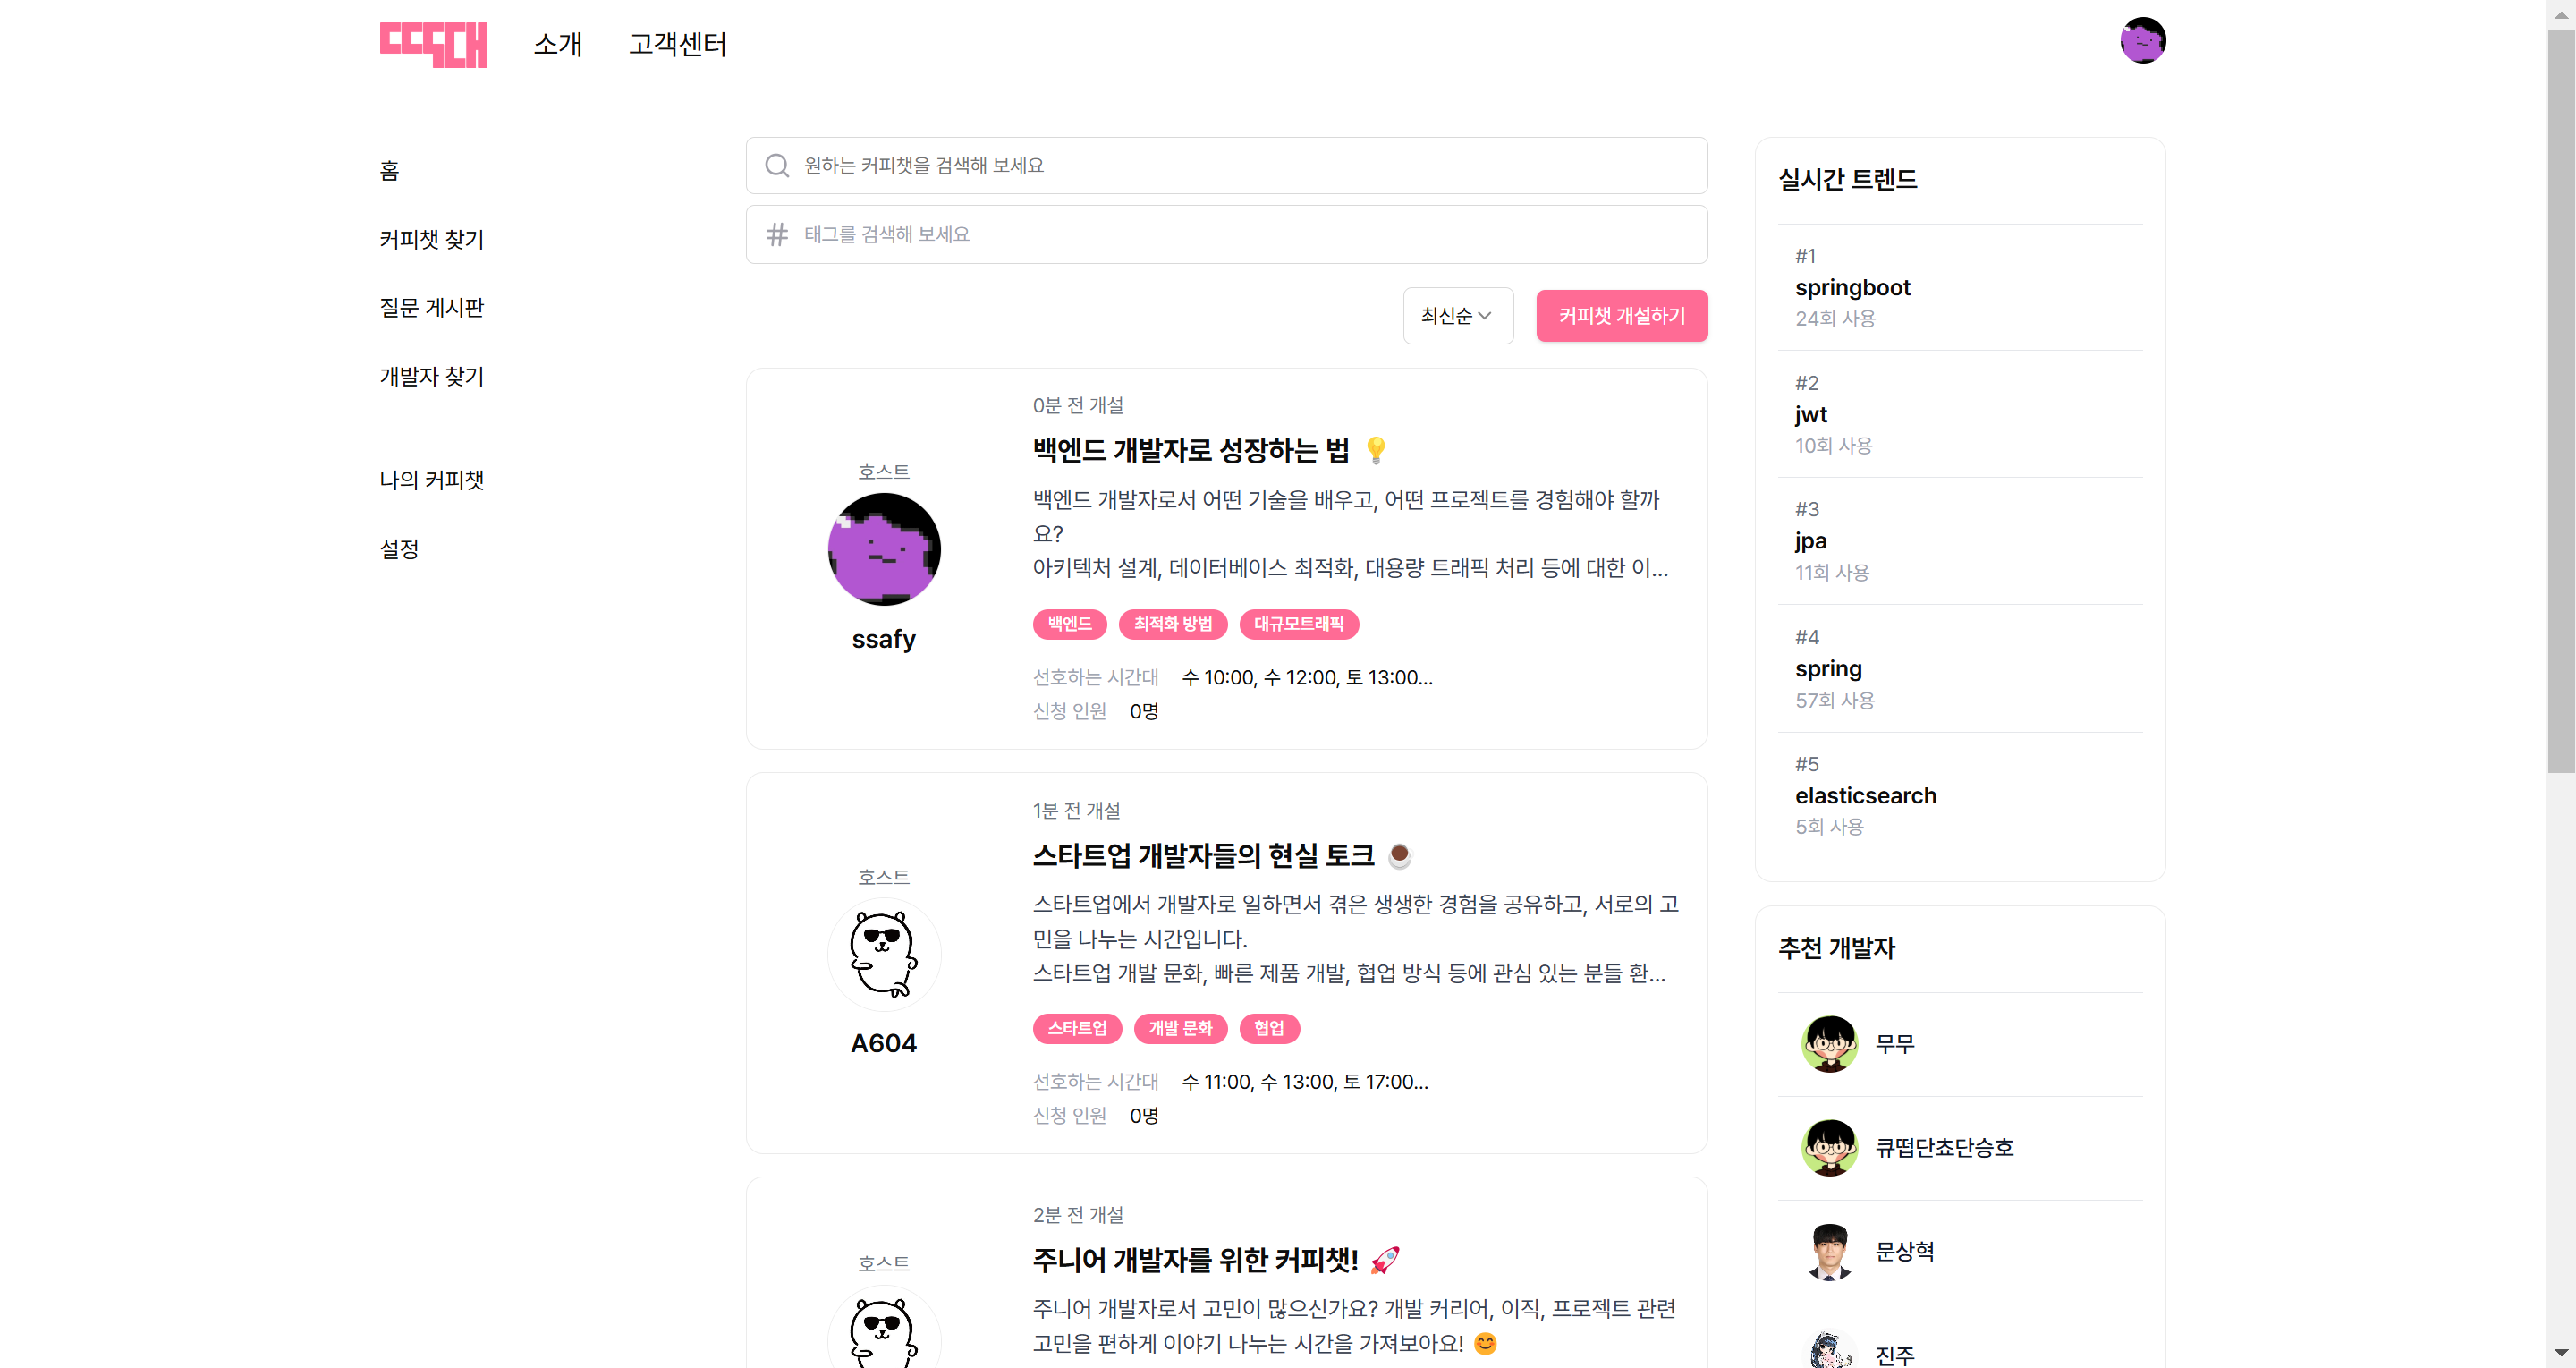 소개
고객센터
홈
커피챗 찾기
질문 게시판
개발자 찾기
나의 커피챗
설정
원하는 커피챗을 검색해 보세요
# 태그를 검색해 보세요
최신순
커피챗 개설하기
호스트
ssafy
0분 전 개설
백엔드 개발자로 성장하는 법 💡
백엔드 개발자로서 어떤 기술을 배우고, 어떤 프로젝트를 경험해야 할까
요?
아키텍처 설계, 데이터베이스 최적화, 대용량 트래픽 처리 등에 대한 이...
백엔드 최적화 방법 대규모트래픽
선호하는 시간대 수 10:00, 수 12:00, 토 13:00...
신청 인원 0명
호스트
A604
1분 전 개설
스타트업 개발자들의 현실 토크 ☕
스타트업에서 개발자로 일하면서 겪은 생생한 경험을 공유하고, 서로의 고
민을 나누는 시간입니다.
스타트업 개발 문화, 빠른 제품 개발, 협업 방식 등에 관심 있는 분들 환...
스타트업 개발 문화 협업
선호하는 시간대 수 11:00, 수 13:00, 토 17:00...
신청 인원 0명
호스트
2분 전 개설
주니어 개발자를 위한 커피챗! 🚀
주니어 개발자로서 고민이 많으신가요? 개발 커리어, 이직, 프로젝트 관련
고민을 편하게 이야기 나누는 시간을 가져보아요! 😊
실시간 트렌드
#1
springboot
24회 사용
#2
jwt
10회 사용
#3
jpa
11회 사용
#4
spring
57회 사용
#5
elasticsearch
5회 사용
추천 개발자
무무
큐떱단쵸단승호
문상혁
진주